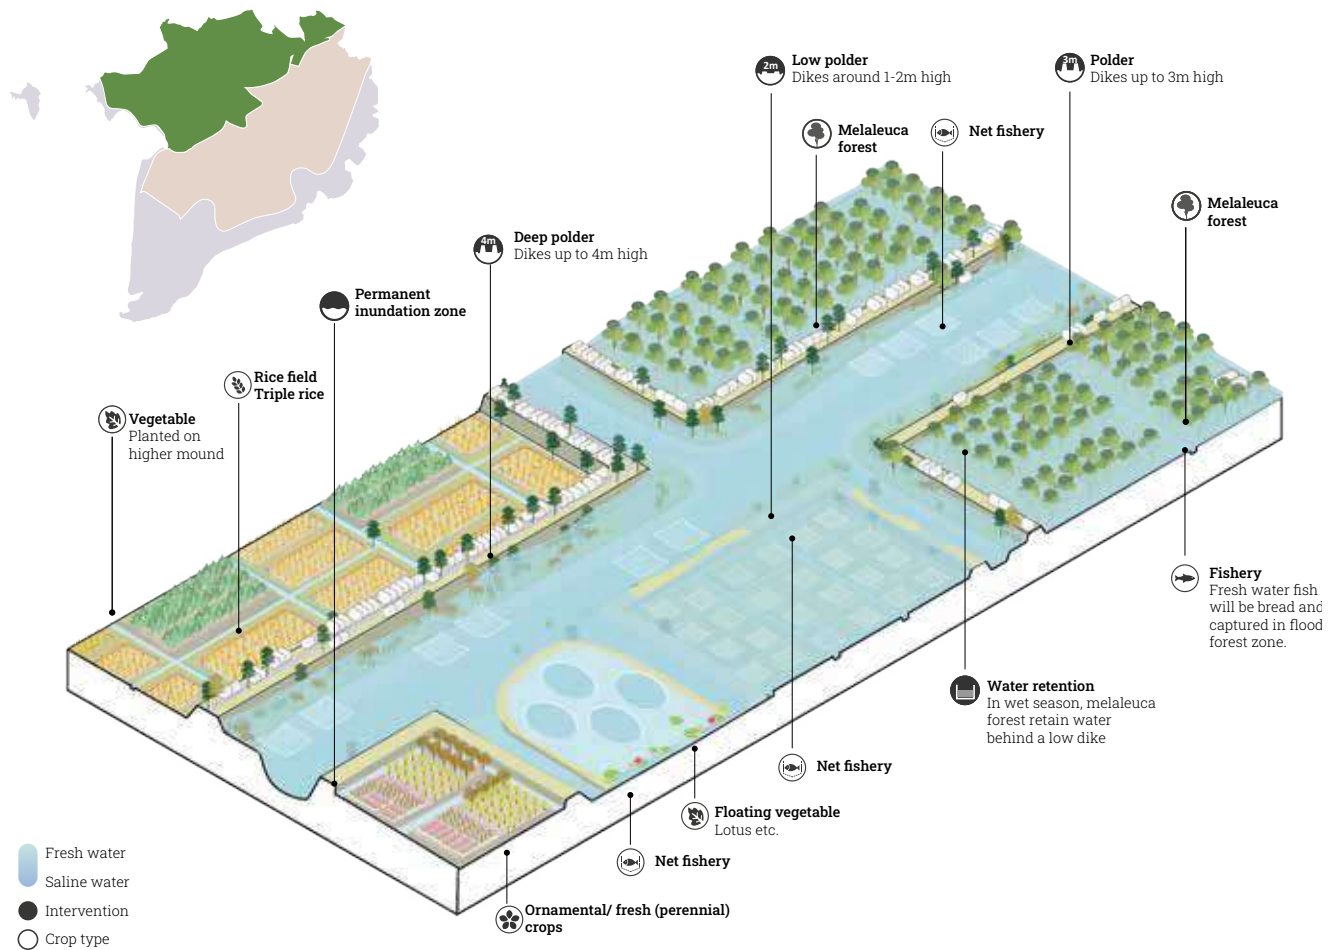 2m
Low polder
Dikes around 1-2m high
3m
Polder
Dikes up to 3m high
Melaleuca
forest
Net fishery
Melaleuca
forest
4m
Deep polder
Dikes up to 4m high
Permanent
inundation zone
Rice field
Triple rice
Vegetable
Planted on
higher mound
Fishery
Fresh water fish
will be bread and
captured in flood
forest zone.
Water retention
In wet season, melaleuca
forest retain water
behind a low dike
Net fishery
Floating vegetable
Lotus etc.
Net fishery
Ornamental/ fresh (perennial)
crops
Fresh water
Saline water
Intervention
Crop type